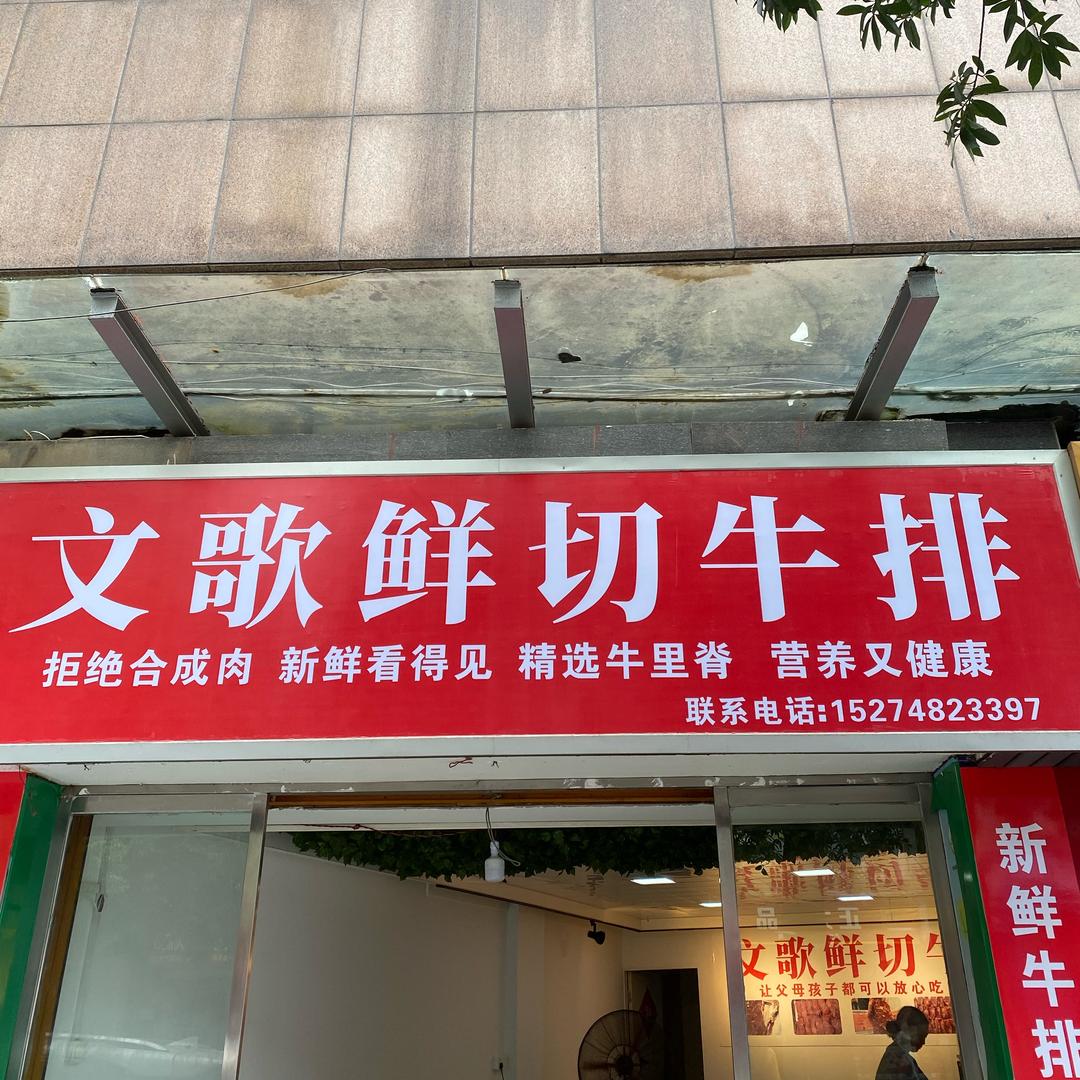 文歌鲜切牛排
拒绝合成肉 新鲜看得见 精选牛里脊 营养又健康
联系电话:15274823397
新鲜牛排
文歌鲜切牛
让父母孩子都可以放心吃
品
正